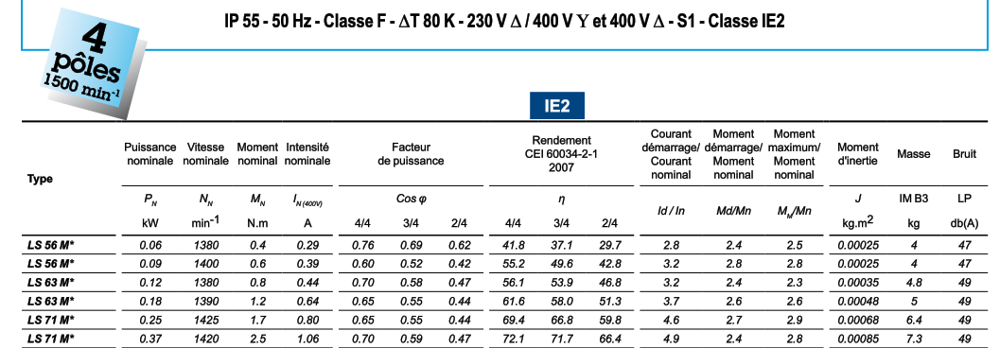 IP 55 - 50 Hz - Classe F - ΔT 80 K - 230 V Δ / 400 V Y et 400 V Δ - S1 - Classe IE2
4
pôles
1500 min-1
IE2
Type
Puissance nominale
Vitesse nominale
Moment nominal
Intensité nominale
Facteur de puissance
Rendement CEI 60034-2-1 2007
Courant démarrage/ Courant nominal
Moment démarrage/ Moment nominal
Moment maximum/ Moment nominal
Moment d'inertie
Masse
Bruit
PN NN MN IN (400V) Cos φ η Id / In Md/Mn MM/Mn J IM B3 LP
kW min-1 N.m A 4/4 3/4 2/4 4/4 3/4 2/4 kg.m2 kg db(A)
LS 56 M* 0.06 1380 0.4 0.29 0.76 0.69 0.62 41.8 37.1 29.7 2.8 2.4 2.5 0.00025 4 47
LS 56 M* 0.09 1400 0.6 0.39 0.60 0.52 0.42 55.2 49.6 42.8 3.2 2.8 2.8 0.00025 4 47
LS 63 M* 0.12 1380 0.8 0.44 0.70 0.58 0.47 56.1 53.9 46.8 3.2 2.4 2.3 0.00035 4.8 49
LS 63 M* 0.18 1390 1.2 0.64 0.65 0.55 0.44 61.6 58.0 51.3 3.7 2.6 2.6 0.00048 5 49
LS 71 M* 0.25 1425 1.7 0.80 0.65 0.55 0.44 69.4 66.8 59.8 4.6 2.7 2.9 0.00068 6.4 49
LS 71 M* 0.37 1420 2.5 1.06 0.70 0.59 0.47 72.1 71.7 66.4 4.9 2.4 2.8 0.00085 7.3 49